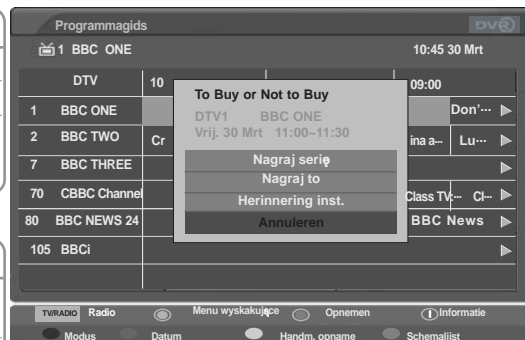 Programmagids DVR
1 BBC ONE 10:45 30 Mrt
DTV 10 09:00
To Buy or Not to Buy
DTV1 BBC ONE
Vrij. 30 Mrt 11:00~11:30
Nagraj serię
Nagraj to
Herinnering inst.
Annuleren
1 BBC ONE Don'···
2 BBC TWO Cr ina a··· Lu···
7 BBC THREE
70 CBBC Channel Class TV:··· Cl···
80 BBC NEWS 24 BBC News
105 BBCi
TV/RADIO Radio Menu wyskakujące Opnemen Informatie
Modus Datum Handm. opname Schemalijst